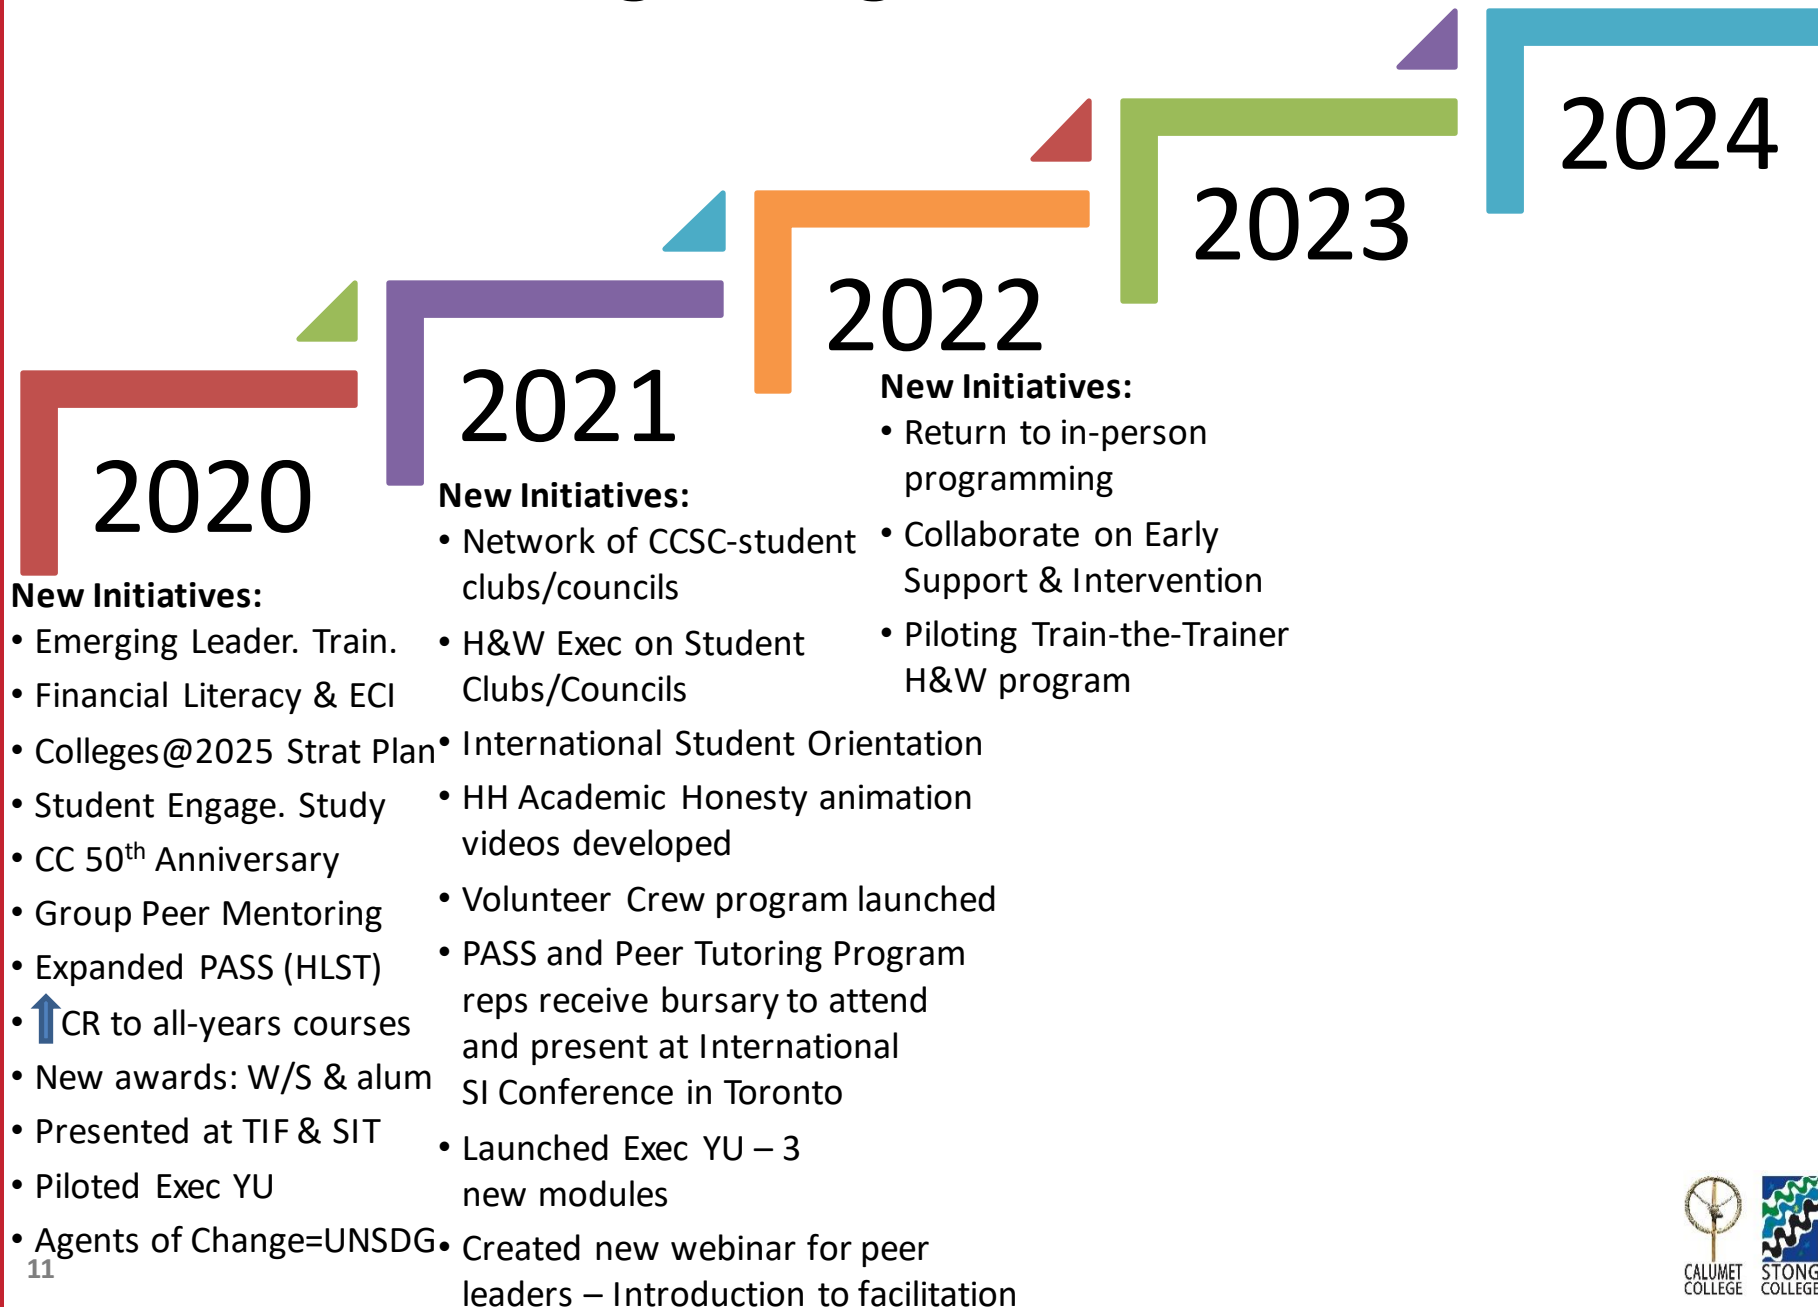 2020
New Initiatives:
• Emerging Leader. Train.
• Financial Literacy & ECI
• Colleges@2025 Strat Plan
• Student Engage. Study
• CC 50th Anniversary
• Group Peer Mentoring
• Expanded PASS (HLST)
• CR to all-years courses
• New awards: W/S & alum
• Presented at TIF & SIT
• Piloted Exec YU
• Agents of Change=UNSDG
2021
New Initiatives:
• Network of CCSC-student
clubs/councils
• H&W Exec on Student
Clubs/Councils
• International Student Orientation
• HH Academic Honesty animation
videos developed
• Volunteer Crew program launched
• PASS and Peer Tutoring Program
reps receive bursary to attend
and present at International
SI Conference in Toronto
• Launched Exec YU – 3
new modules
• Created new webinar for peer
leaders – Introduction to facilitation
2022
New Initiatives:
• Return to in-person
programming
• Collaborate on Early
Support & Intervention
• Piloting Train-the-Trainer
H&W program
2023
2024
11
CALUMET
COLLEGE
STONG
COLLEGE